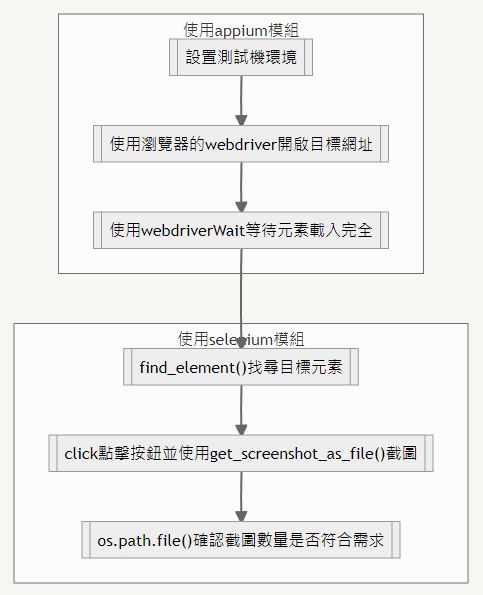 使用appium模組
設置測試機環境
使用瀏覽器的webdriver開啟目標網址
使用webdriverWait等待元素載入完全
使用selenium模組
find_element()找尋目標元素
click點擊按鈕並使用get_screenshot_as_file()截圖
os.path.file()確認截圖數量是否符合需求